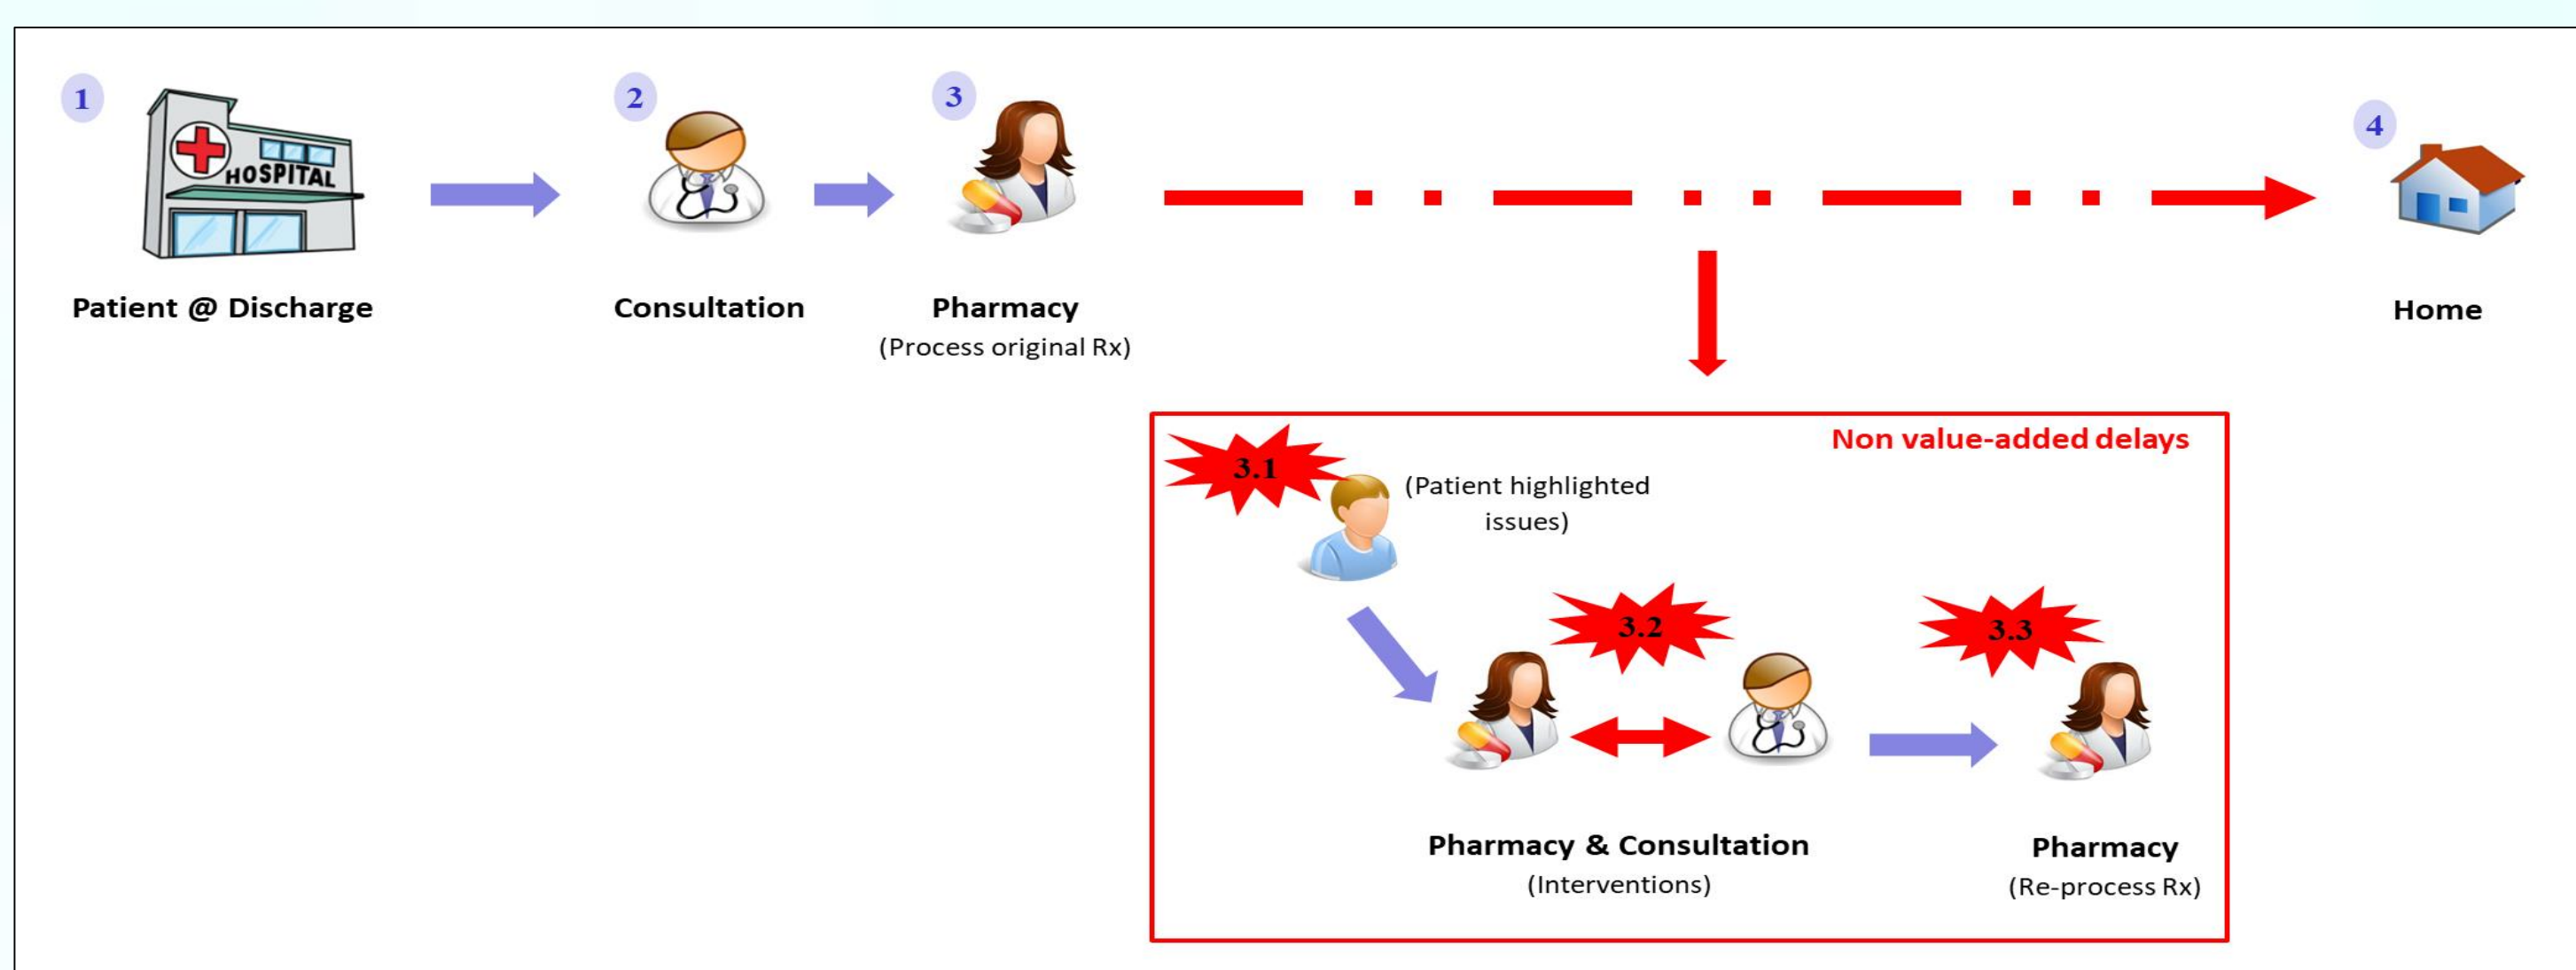 1
2
3
4
HOSPITAL
Patient @ Discharge
Consultation
Pharmacy
(Process original Rx)
Home
Non value-added delays
3.1
(Patient highlighted
issues)
3.2
3.3
Pharmacy & Consultation
(Interventions)
Pharmacy
(Re-process Rx)